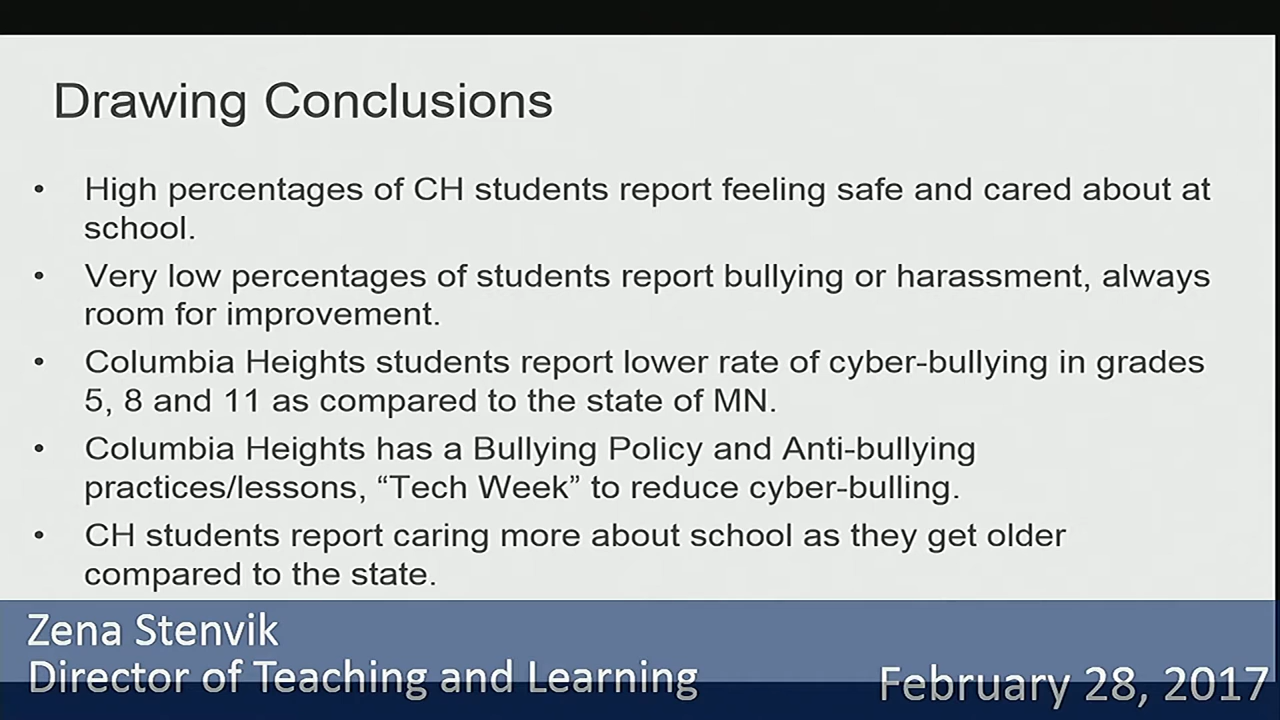 Drawing Conclusions
• High percentages of CH students report feeling safe and cared about at
school.
• Very low percentages of students report bullying or harassment, always
room for improvement.
• Columbia Heights students report lower rate of cyber-bullying in grades
5, 8 and 11 as compared to the state of MN.
• Columbia Heights has a Bullying Policy and Anti-bullying
practices/lessons, “Tech Week” to reduce cyber-bulling.
• CH students report caring more about school as they get older
compared to the state.
Zena Stenvik
Director of Teaching and Learning
February 28, 2017